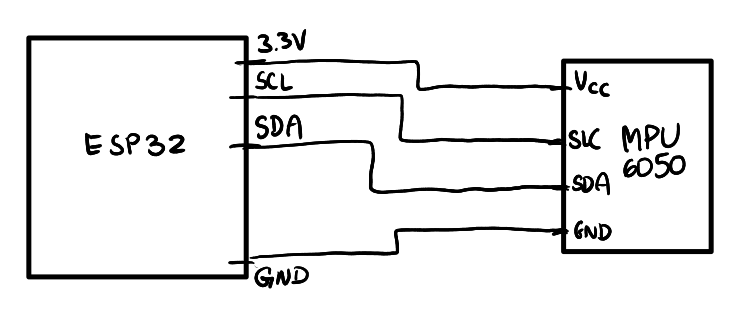 3.3V
SCL
ESP32
SDA
GND
VCC
SLC
MPU
6050
SDA
GND